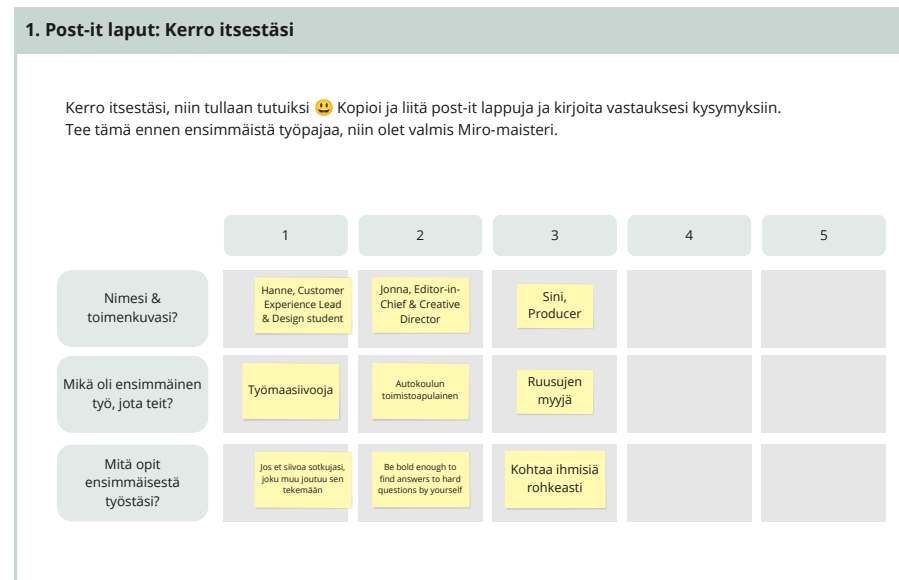 1. Post-it laput: Kerro itsestäsi
Kerro itsestäsi, niin tullaan tutuiksi 😃 Kopioi ja liitä post-it lappuja ja kirjoita vastauksesi kysymyksiin.
Tee tämä ennen ensimmäistä työpajaa, niin olet valmis Miro-maisteri.
1
2
3
4
5
Nimesi &
toimenkuvasi?
Hanne, Customer
Experience Lead
& Design student
Jonna, Editor-in-
Chief & Creative
Director
Sini,
Producer
Mikä oli ensimmäinen
työ, jota teit?
Työmaasiivooja
Autokoulun
toimistoapulainen
Ruusujen
myyjä
Mitä opit
ensimmäisestä
työstäsi?
Jos et siivoa sotkujasi,
joku muu joutuu sen
tekemään
Be bold enough to
find answers to hard
questions by yourself
Kohtaa ihmisiä
rohkeasti